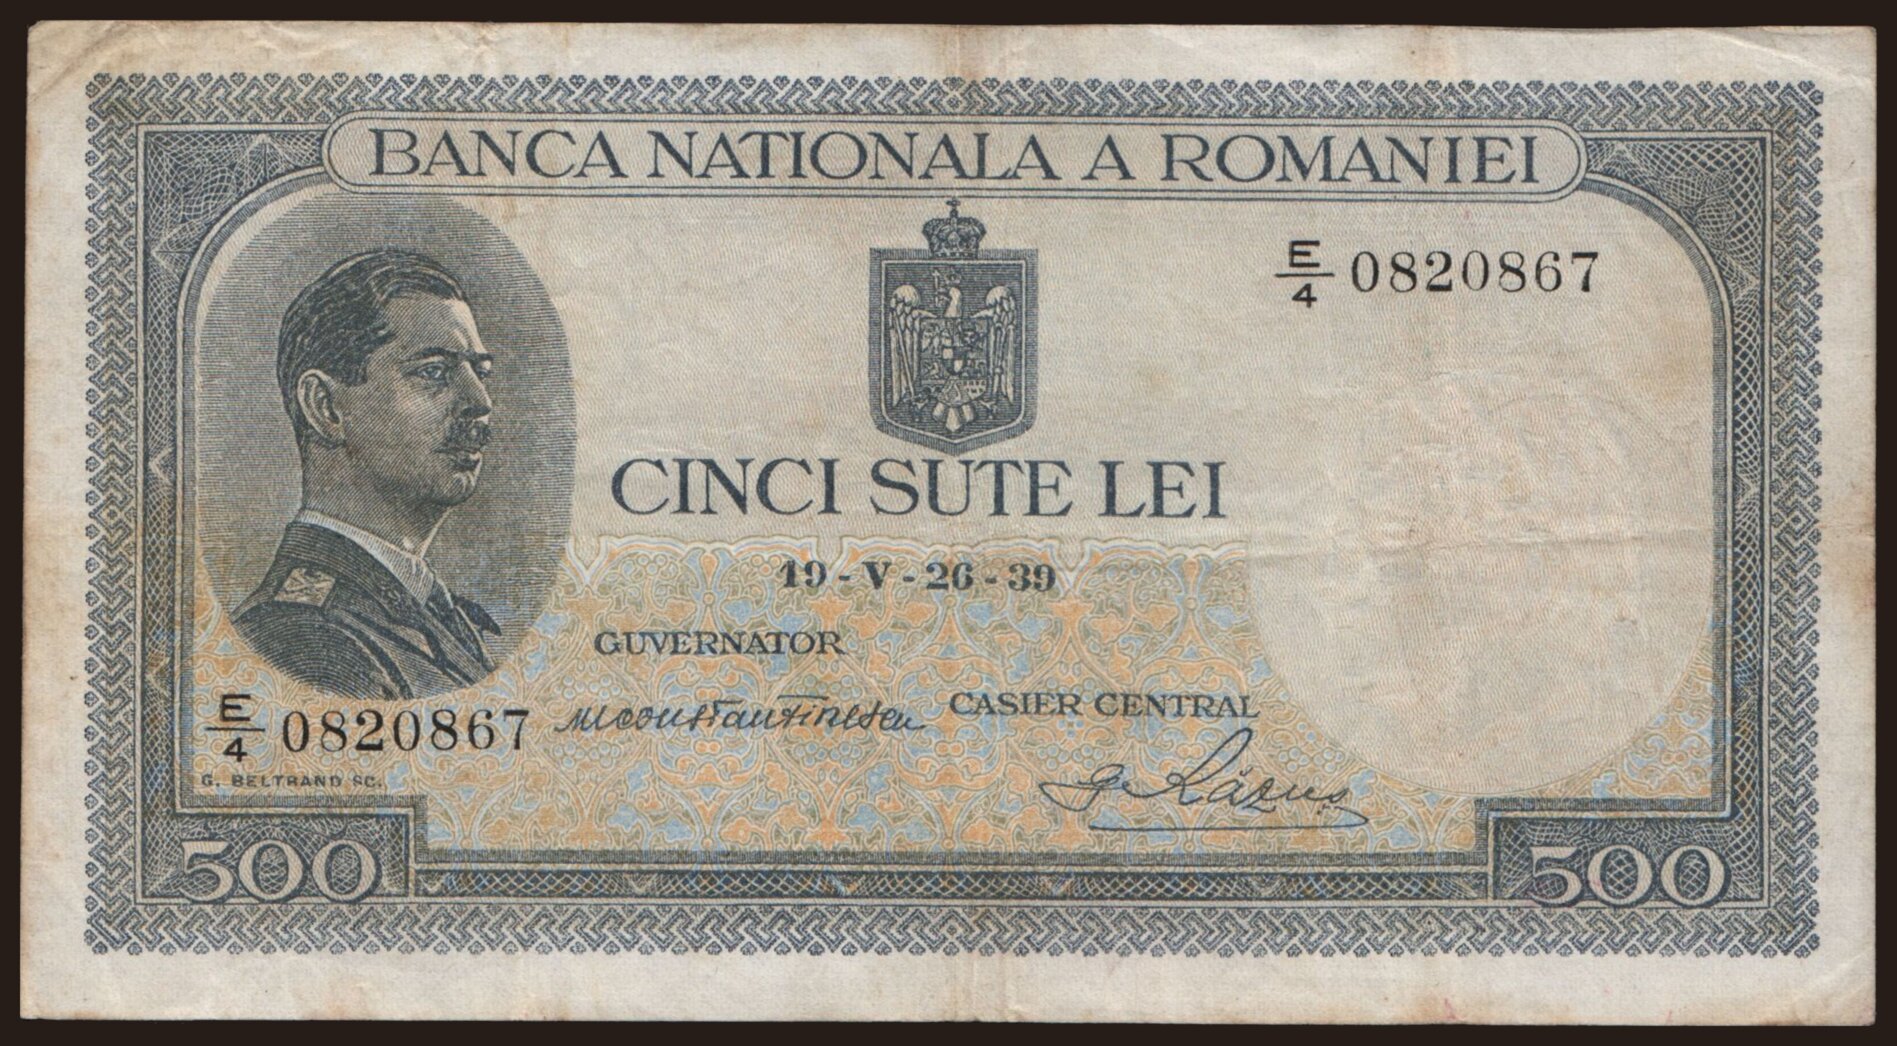 BANCA NATIONALA A ROMANIEI
E/4 0820867
CINCI SUTE LEI
19 - V - 26 - 39
GUVERNATOR
M Constantinescu
CASIER CENTRAL
E/4 0820867
G. BELTRAND SC.
500
500